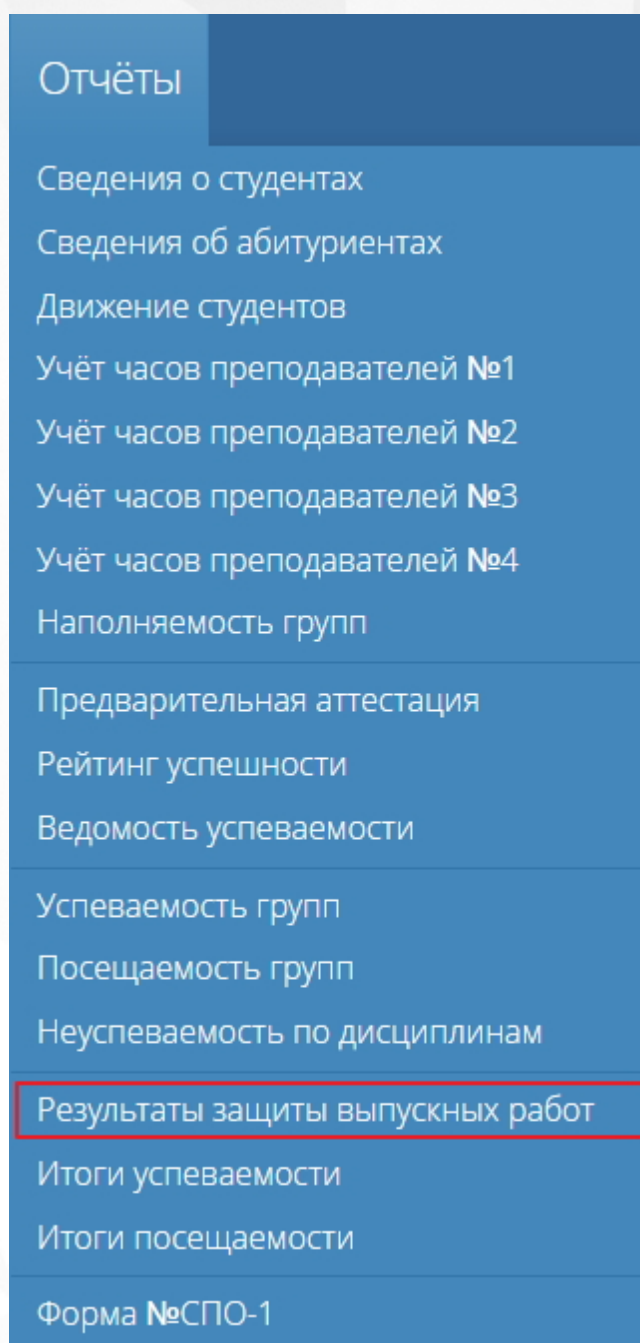 Отчёты
Сведения о студентах
Сведения об абитуриентах
Движение студентов
Учёт часов преподавателей №1
Учёт часов преподавателей №2
Учёт часов преподавателей №3
Учёт часов преподавателей №4
Наполняемость групп
Предварительная аттестация
Рейтинг успешности
Ведомость успеваемости
Успеваемость групп
Посещаемость групп
Неуспеваемость по дисциплинам
Результаты защиты выпускных работ
Итоги успеваемости
Итоги посещаемости
Форма №СПО-1